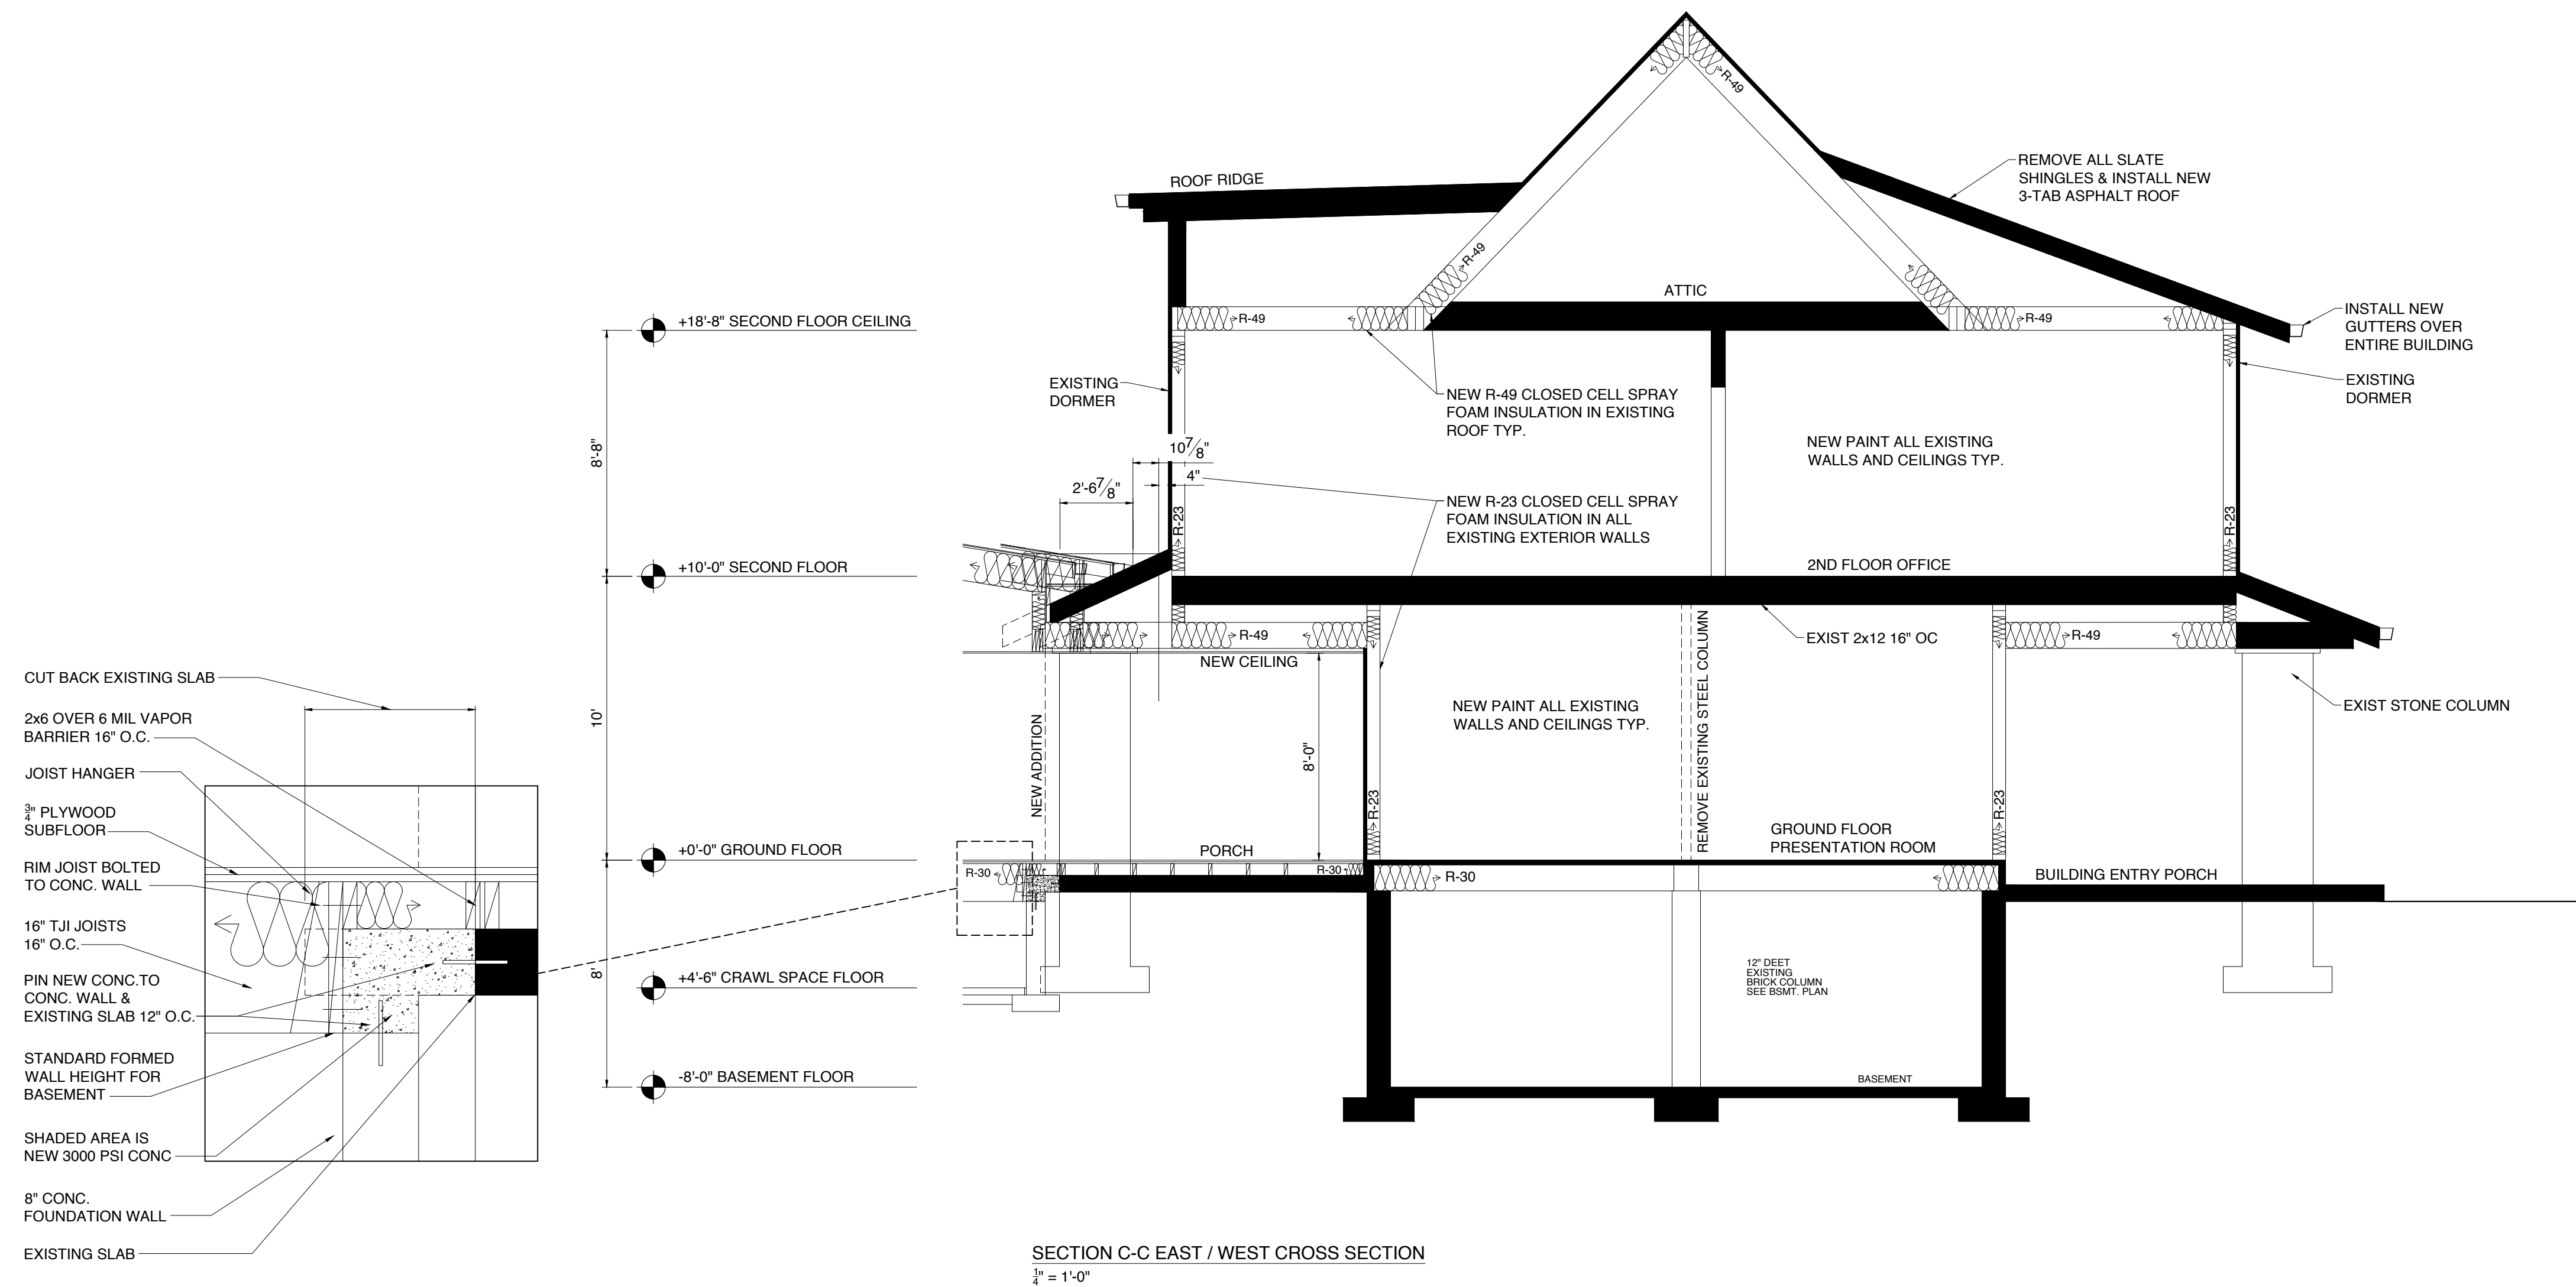 ROOF RIDGE
R-49
REMOVE ALL SLATE
SHINGLES & INSTALL NEW
3-TAB ASPHALT ROOF
R-49
ATTIC
+18'-8" SECOND FLOOR CEILING
R-49
R-49
INSTALL NEW
GUTTERS OVER
ENTIRE BUILDING
EXISTING
DORMER
EXISTING
DORMER
NEW R-49 CLOSED CELL SPRAY
FOAM INSULATION IN EXISTING
ROOF TYP.
8'-8"
10 7/8"
4"
2'-6 7/8"
NEW PAINT ALL EXISTING
WALLS AND CEILINGS TYP.
NEW R-23 CLOSED CELL SPRAY
FOAM INSULATION IN ALL
EXISTING EXTERIOR WALLS
R-23
R-23
+10'-0" SECOND FLOOR
2ND FLOOR OFFICE
R-49
EXIST 2x12 16" OC
R-49
NEW CEILING
REMOVE EXISTING STEEL COLUMN
EXIST STONE COLUMN
NEW PAINT ALL EXISTING
WALLS AND CEILINGS TYP.
10'
NEW ADDITION
8'-0"
R-23
R-23
GROUND FLOOR
PRESENTATION ROOM
+0'-0" GROUND FLOOR
PORCH
R-30
R-30
R-30
BUILDING ENTRY PORCH
8'
+4'-6" CRAWL SPACE FLOOR
12" DEET
EXISTING
BRICK COLUMN
SEE BSMT. PLAN
-8'-0" BASEMENT FLOOR
BASEMENT
CUT BACK EXISTING SLAB
2x6 OVER 6 MIL VAPOR
BARRIER 16" O.C.
JOIST HANGER
3/4" PLYWOOD
SUBFLOOR
RIM JOIST BOLTED
TO CONC. WALL
16" TJI JOISTS
16" O.C.
PIN NEW CONC.TO
CONC. WALL &
EXISTING SLAB 12" O.C.
STANDARD FORMED
WALL HEIGHT FOR
BASEMENT
SHADED AREA IS
NEW 3000 PSI CONC
8" CONC.
FOUNDATION WALL
EXISTING SLAB
SECTION C-C EAST / WEST CROSS SECTION
1/4" = 1'-0"